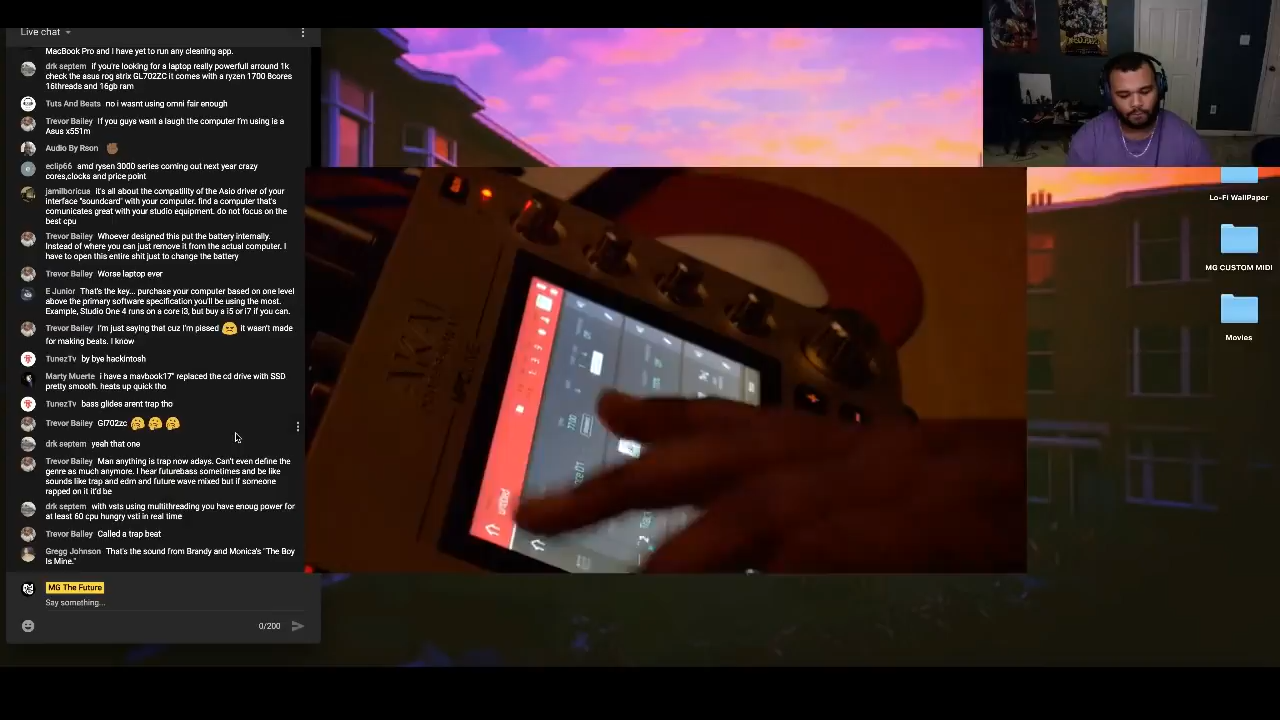 Live chat
MacBook Pro and I have yet to run any cleaning app.
drk septem if you're looking for a laptop really powerfull arround 1k
check the asus rog strix GL702ZC it comes with a ryzen 1700 8cores
16threads and 16gb ram
Tuts And Beats no i wasnt using omni fair enough
Trevor Bailey If you guys want a laugh the computer I'm using is a
Asus x551m
Audio By Rson
eclip66 amd rysen 3000 series coming out next year crazy
cores,clocks and price point
jamilboricua it's all about the compatility of the Asio driver of your
interface "soundcard" with your computer. find a computer that's
comunicates great with your studio equipment. do not focus on the
best cpu
Trevor Bailey Whoever designed this put the battery internally.
Instead of where you can just remove it from the actual computer. I
have to open this entire shit just to change the battery
Trevor Bailey Worse laptop ever
E Junior That's the key... purchase your computer based on one level
above the primary software specification you'll be using the most.
Example, Studio One 4 runs on a core i3, but buy a i5 or i7 if you can.
Trevor Bailey I'm just saying that cuz I'm pissed 😠 it wasn't made
for making beats. I know
TunezTv by bye hackintosh
Marty Muerte i have a mavbook17" replaced the cd drive with SSD
pretty smooth. heats up quick tho
TunezTv bass glides arent trap tho
Trevor Bailey Gl702zc 🤗 🤗 🤗
drk septem yeah that one
Trevor Bailey Man anything is trap now adays. Can't even define the
genre as much anymore. I hear futurebass sometimes and be like
sounds like trap and edm and future wave mixed but if someone
rapped on it it'd be
drk septem with vsts using multithreading you have enoug power for
at least 60 cpu hungry vsti in real time
Trevor Bailey Called a trap beat
Gregg Johnson That's the sound from Brandy and Monica's "The Boy
Is Mine."
MG The Future
Say something...
0/200
Lo-Fi WallPaper
MG CUSTOM MIDI
Movies